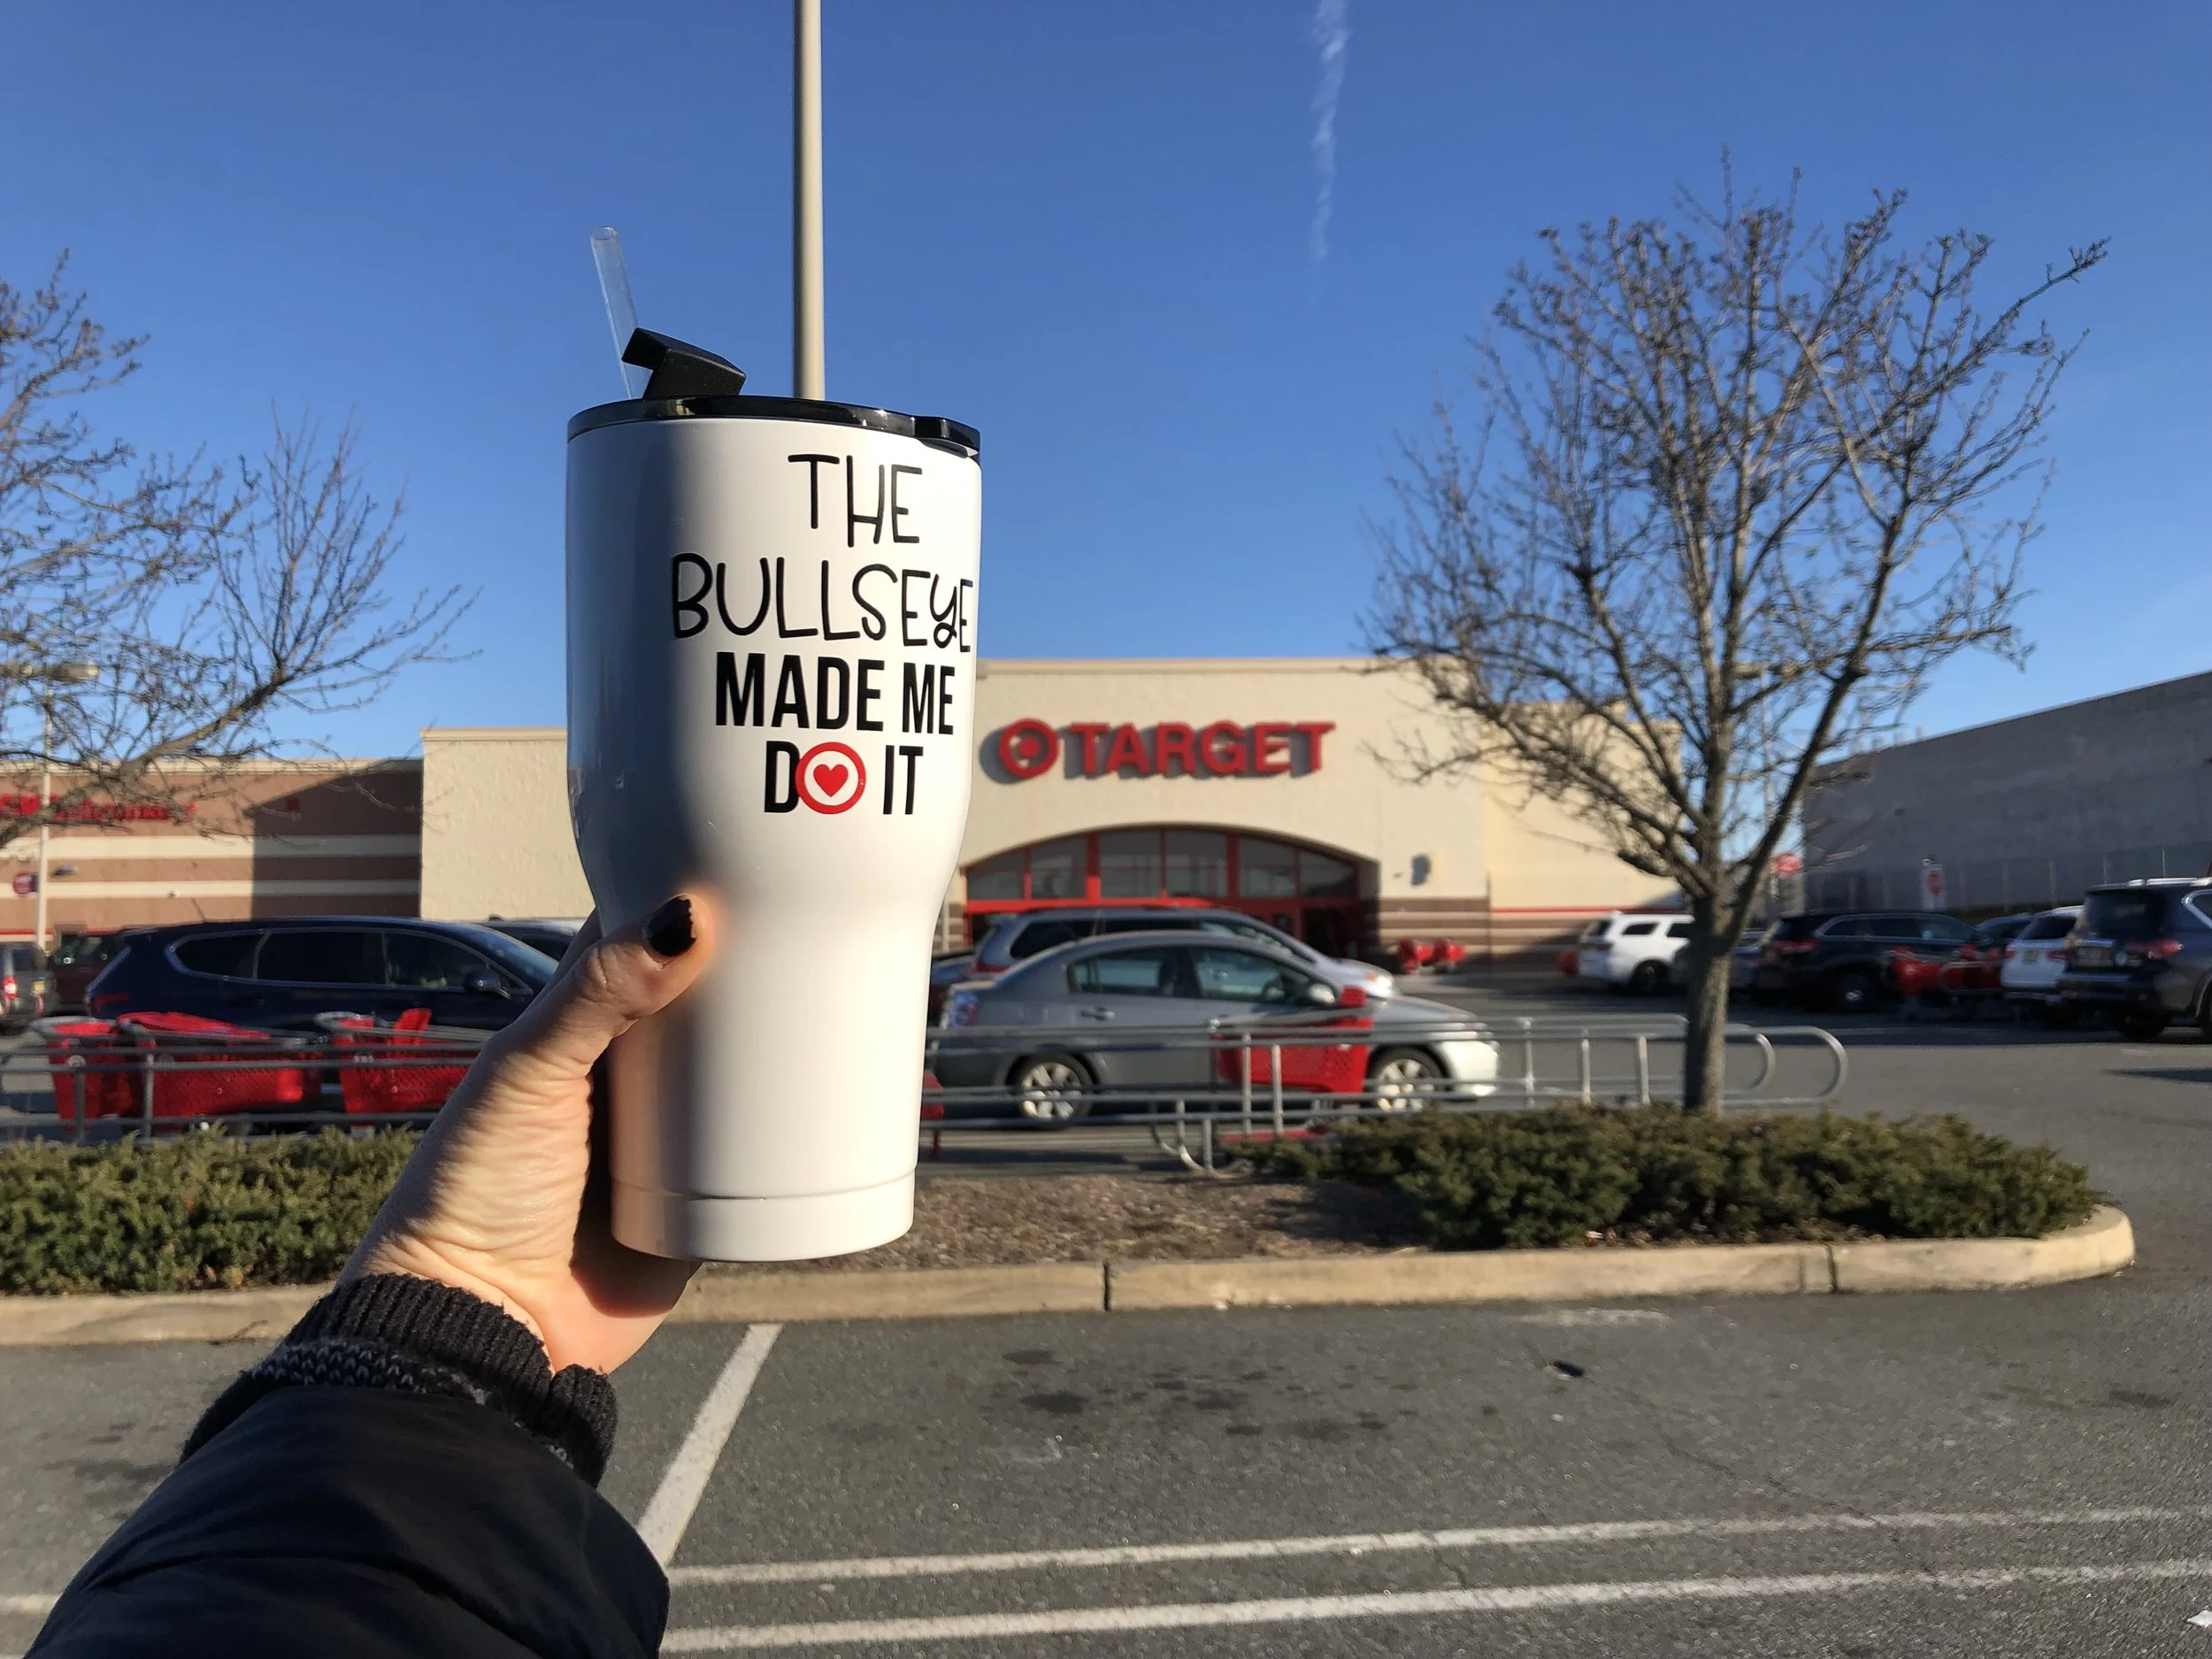 THE
BULLSEYE
MADE ME
DO IT
TARGET